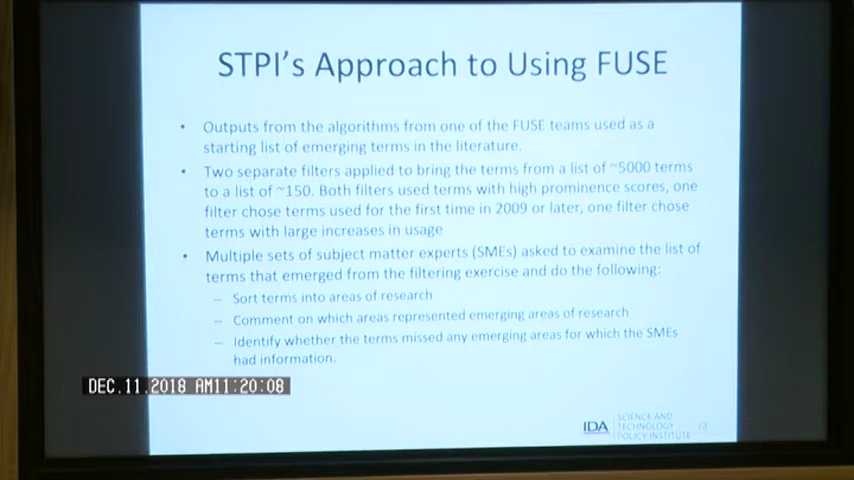 STPI's Approach to Using FUSE
• Outputs from the algorithms from one of the FUSE teams used as a
starting list of emerging terms in the literature.
• Two separate filters applied to bring the terms from a list of ~5000 terms
to a list of ~150. Both filters used terms with high prominence scores, one
filter chose terms used for the first time in 2009 or later, one filter chose
terms with large increases in usage
• Multiple sets of subject matter experts (SMEs) asked to examine the list of
terms that emerged from the filtering exercise and do the following:
– Sort terms into areas of research
– Comment on which areas represented emerging areas of research
– Identify whether the terms missed any emerging areas for which the SMEs
had information.
DEC.11.2018 AM11:20:08
IDA
SCIENCE AND
TECHNOLOGY
POLICY INSTITUTE